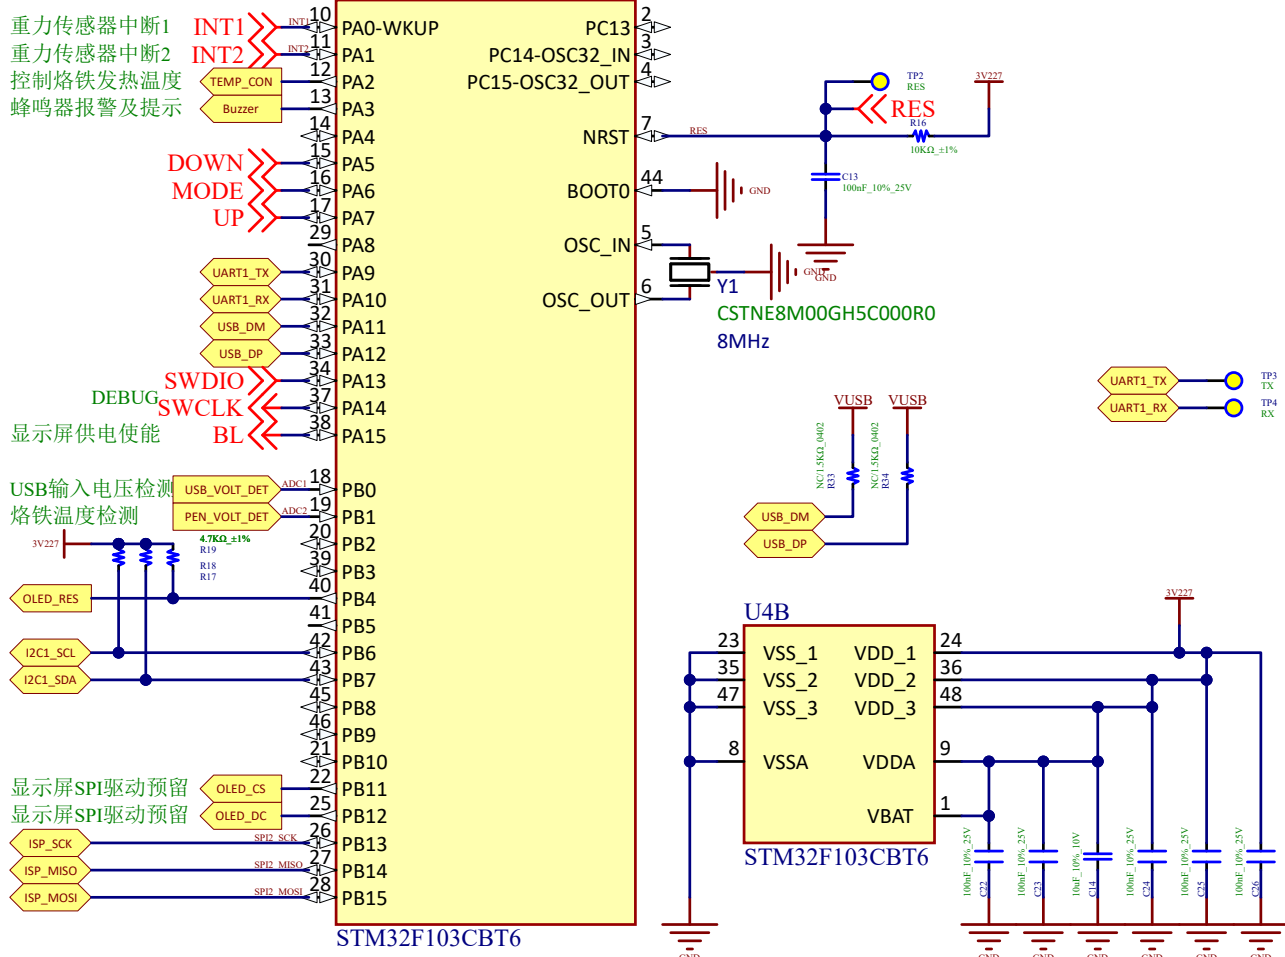 重力传感器中断1 INT1 INT1 10 PA0-WKUP
重力传感器中断2 INT2 INT2 11 PA1
控制烙铁发热温度 TEMP_CON 12 PA2
蜂鸣器报警及提示 Buzzer 13 PA3
14 PA4
DOWN 15 PA5
MODE 16 PA6
UP 17 PA7
29 PA8
UART1_TX 30 PA9
UART1_RX 31 PA10
USB_DM 32 PA11
USB_DP 33 PA12
SWDIO 34 PA13
DEBUG
SWCLK 37 PA14
显示屏供电使能 BL 38 PA15
USB输入电压检测 USB_VOLT_DET ADC1 18 PB0
烙铁温度检测 PEN_VOLT_DET ADC2 19 PB1
4.7KΩ_±1%
3V227
R19
R18
R17
20 PB2
39 PB3
OLED_RES 40 PB4
41 PB5
I2C1_SCL 42 PB6
I2C1_SDA 43 PB7
45 PB8
46 PB9
21 PB10
显示屏SPI驱动预留 OLED_CS 22 PB11
显示屏SPI驱动预留 OLED_DC 25 PB12
ISP_SCK SPI2_SCK 26 PB13
ISP_MISO SPI2_MISO 27 PB14
ISP_MOSI SPI2_MOSI 28 PB15
STM32F103CBT6
PC13 2
PC14-OSC32_IN 3
PC15-OSC32_OUT 4
NRST 7 RES
BOOT0 44 GND
OSC_IN 5
OSC_OUT 6
TP2
RES
3V227
RES
R16
10KΩ_±1%
C13
100nF_10%_25V
GND
GND
Y1
CSTNE8M00GH5C000R0
8MHz
UART1_TX TP3
TX
UART1_RX TP4
RX
VUSB VUSB
NC/1.5KΩ_0402
R33
NC/1.5KΩ_0402
R34
USB_DM
USB_DP
U4B
3V227
23 VSS_1 VDD_1 24
35 VSS_2 VDD_2 36
47 VSS_3 VDD_3 48
8 VSSA VDDA 9
VBAT 1
STM32F103CBT6
100nF_10%_25V
C22
100nF_10%_25V
C23
10uF_10%_10V
C14
100nF_10%_25V
C24
100nF_10%_25V
C25
100nF_10%_25V
C26
GND GND GND GND GND GND GND